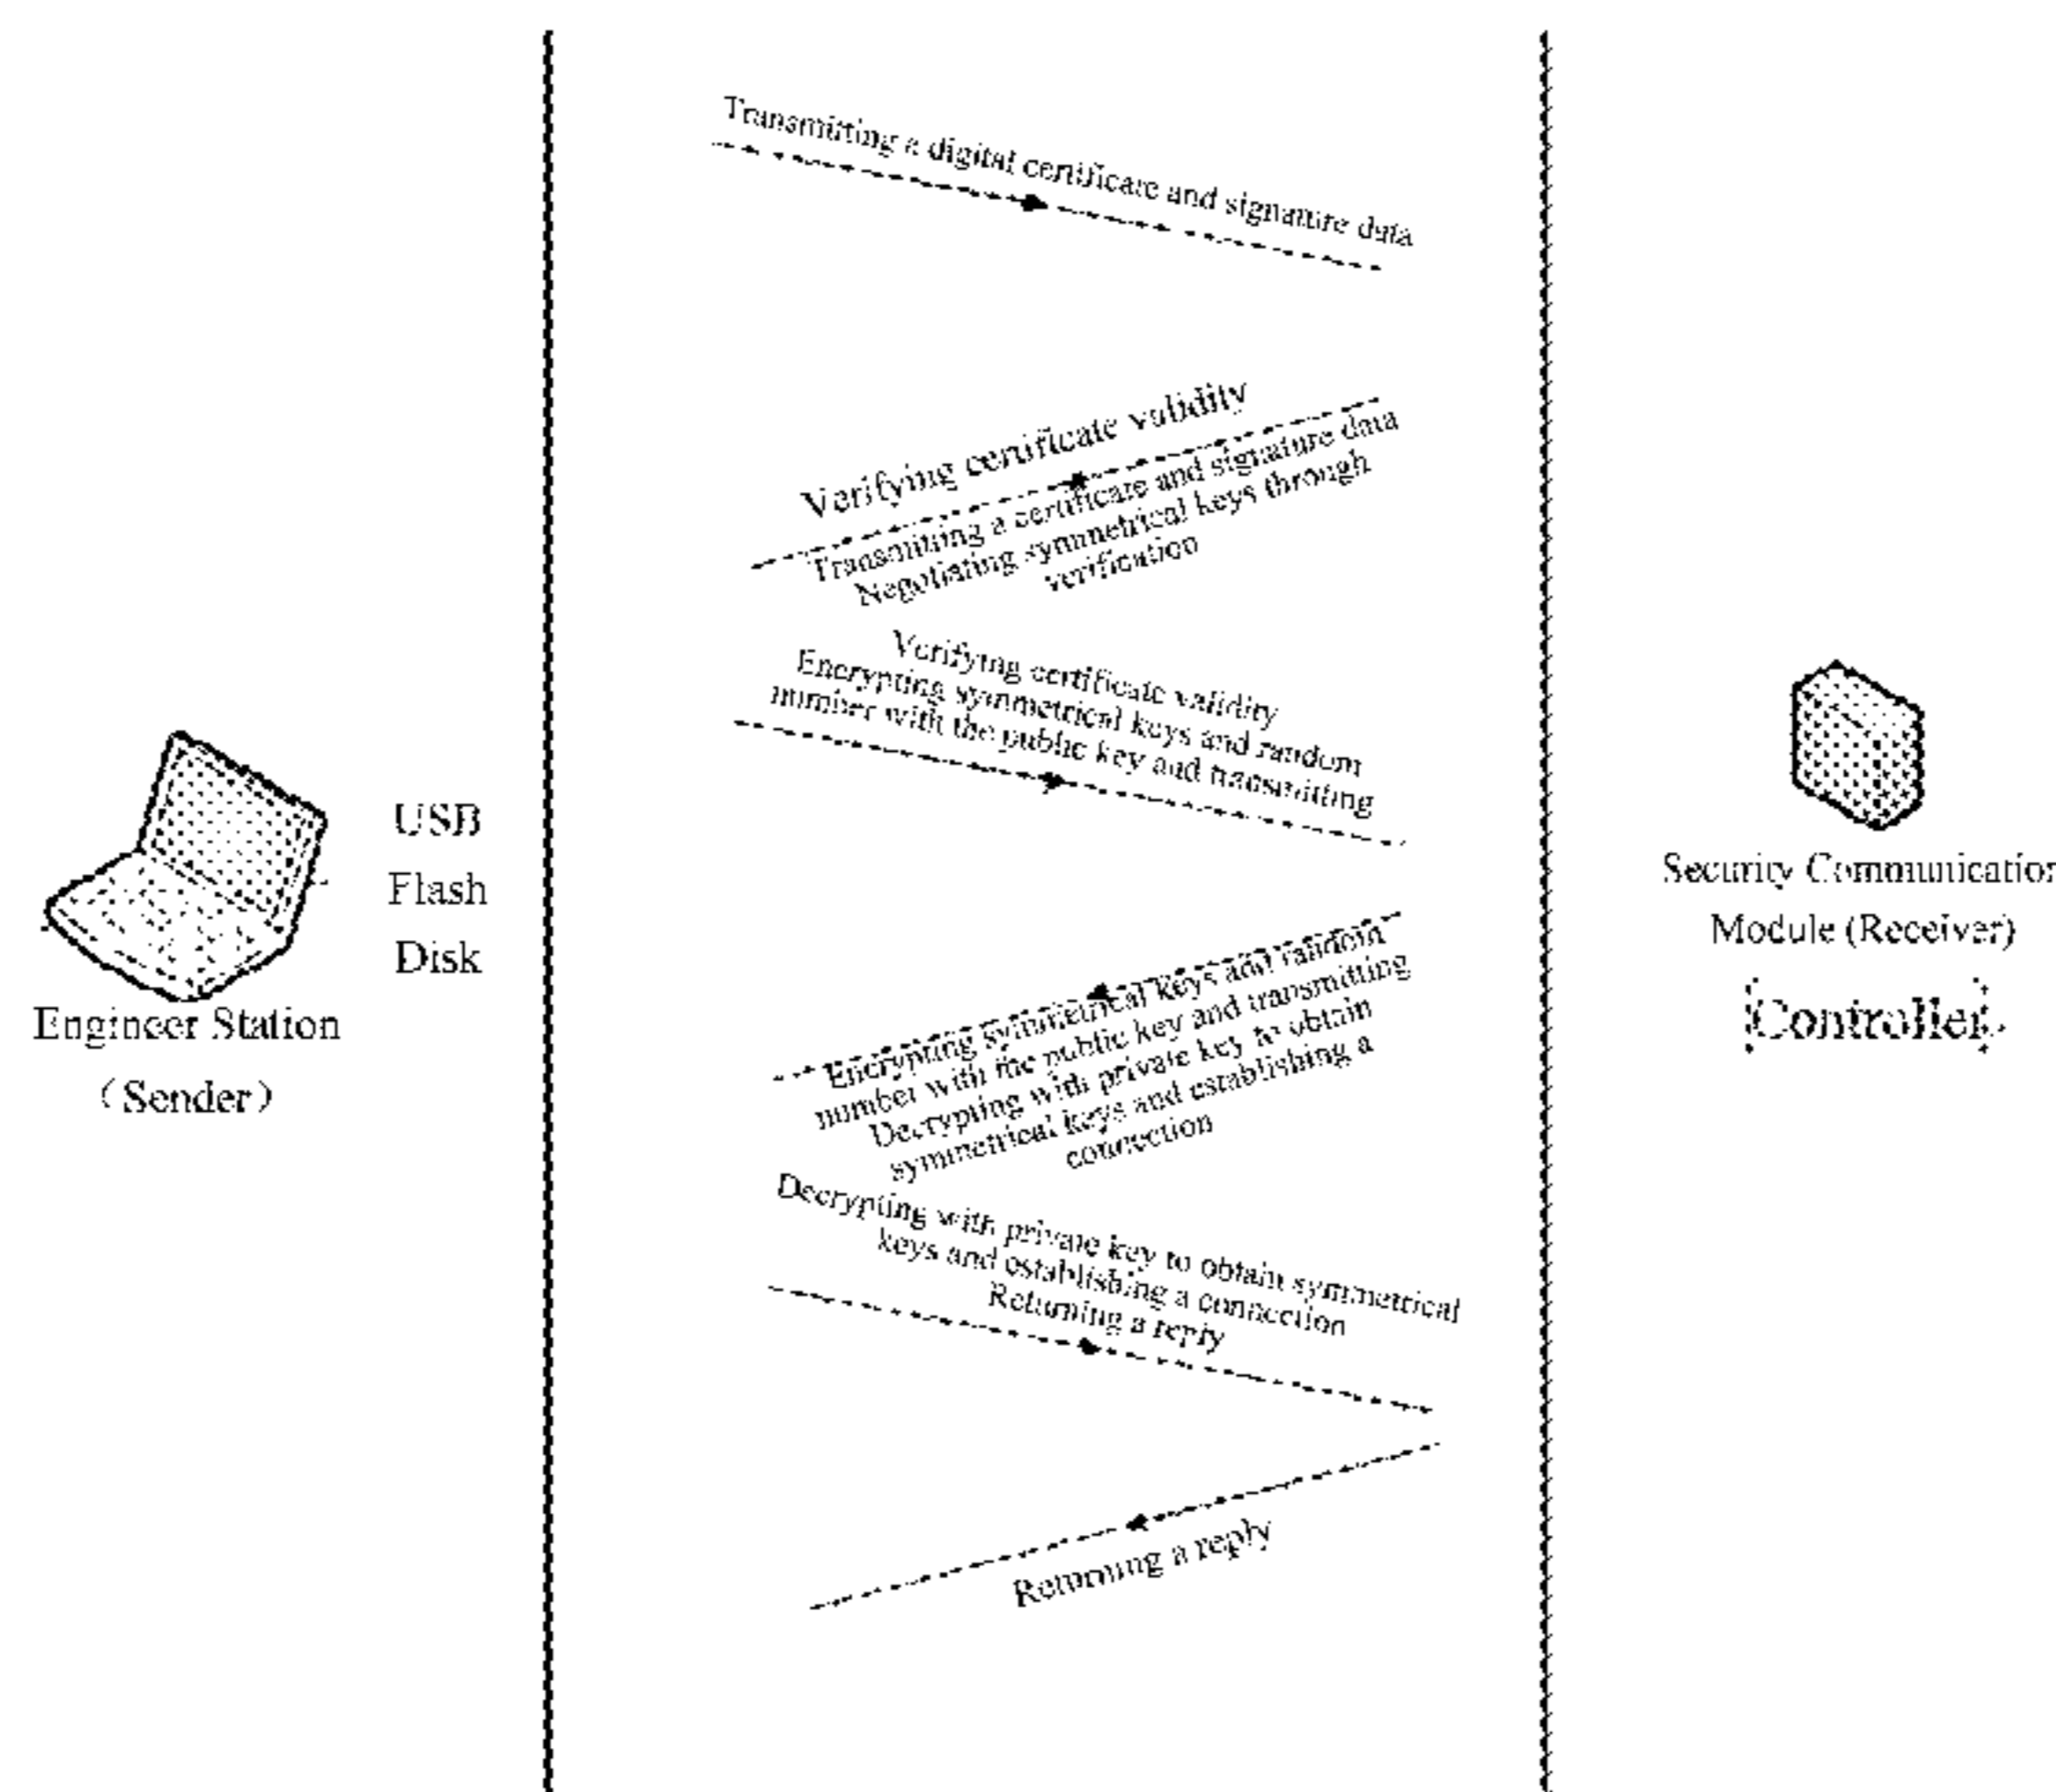 Transmitting a digital certificate and signature data
Verifying certificate validity
Transmitting a certificate and signature data
Negotiating symmetrical keys through
verification
Verifying certificate validity
Encrypting symmetrical keys and random
number with the public key and transmitting
Encrypting symmetrical keys and random
number with the public key and transmitting
Decrypting with private key to obtain
symmetrical keys and establishing a
connection
Decrypting with private key to obtain symmetrical
keys and establishing a connection
Returning a reply
Returning a reply
USB
Flash
Disk
Engineer Station
(Sender)
Security Communication
Module (Receiver)
Controller